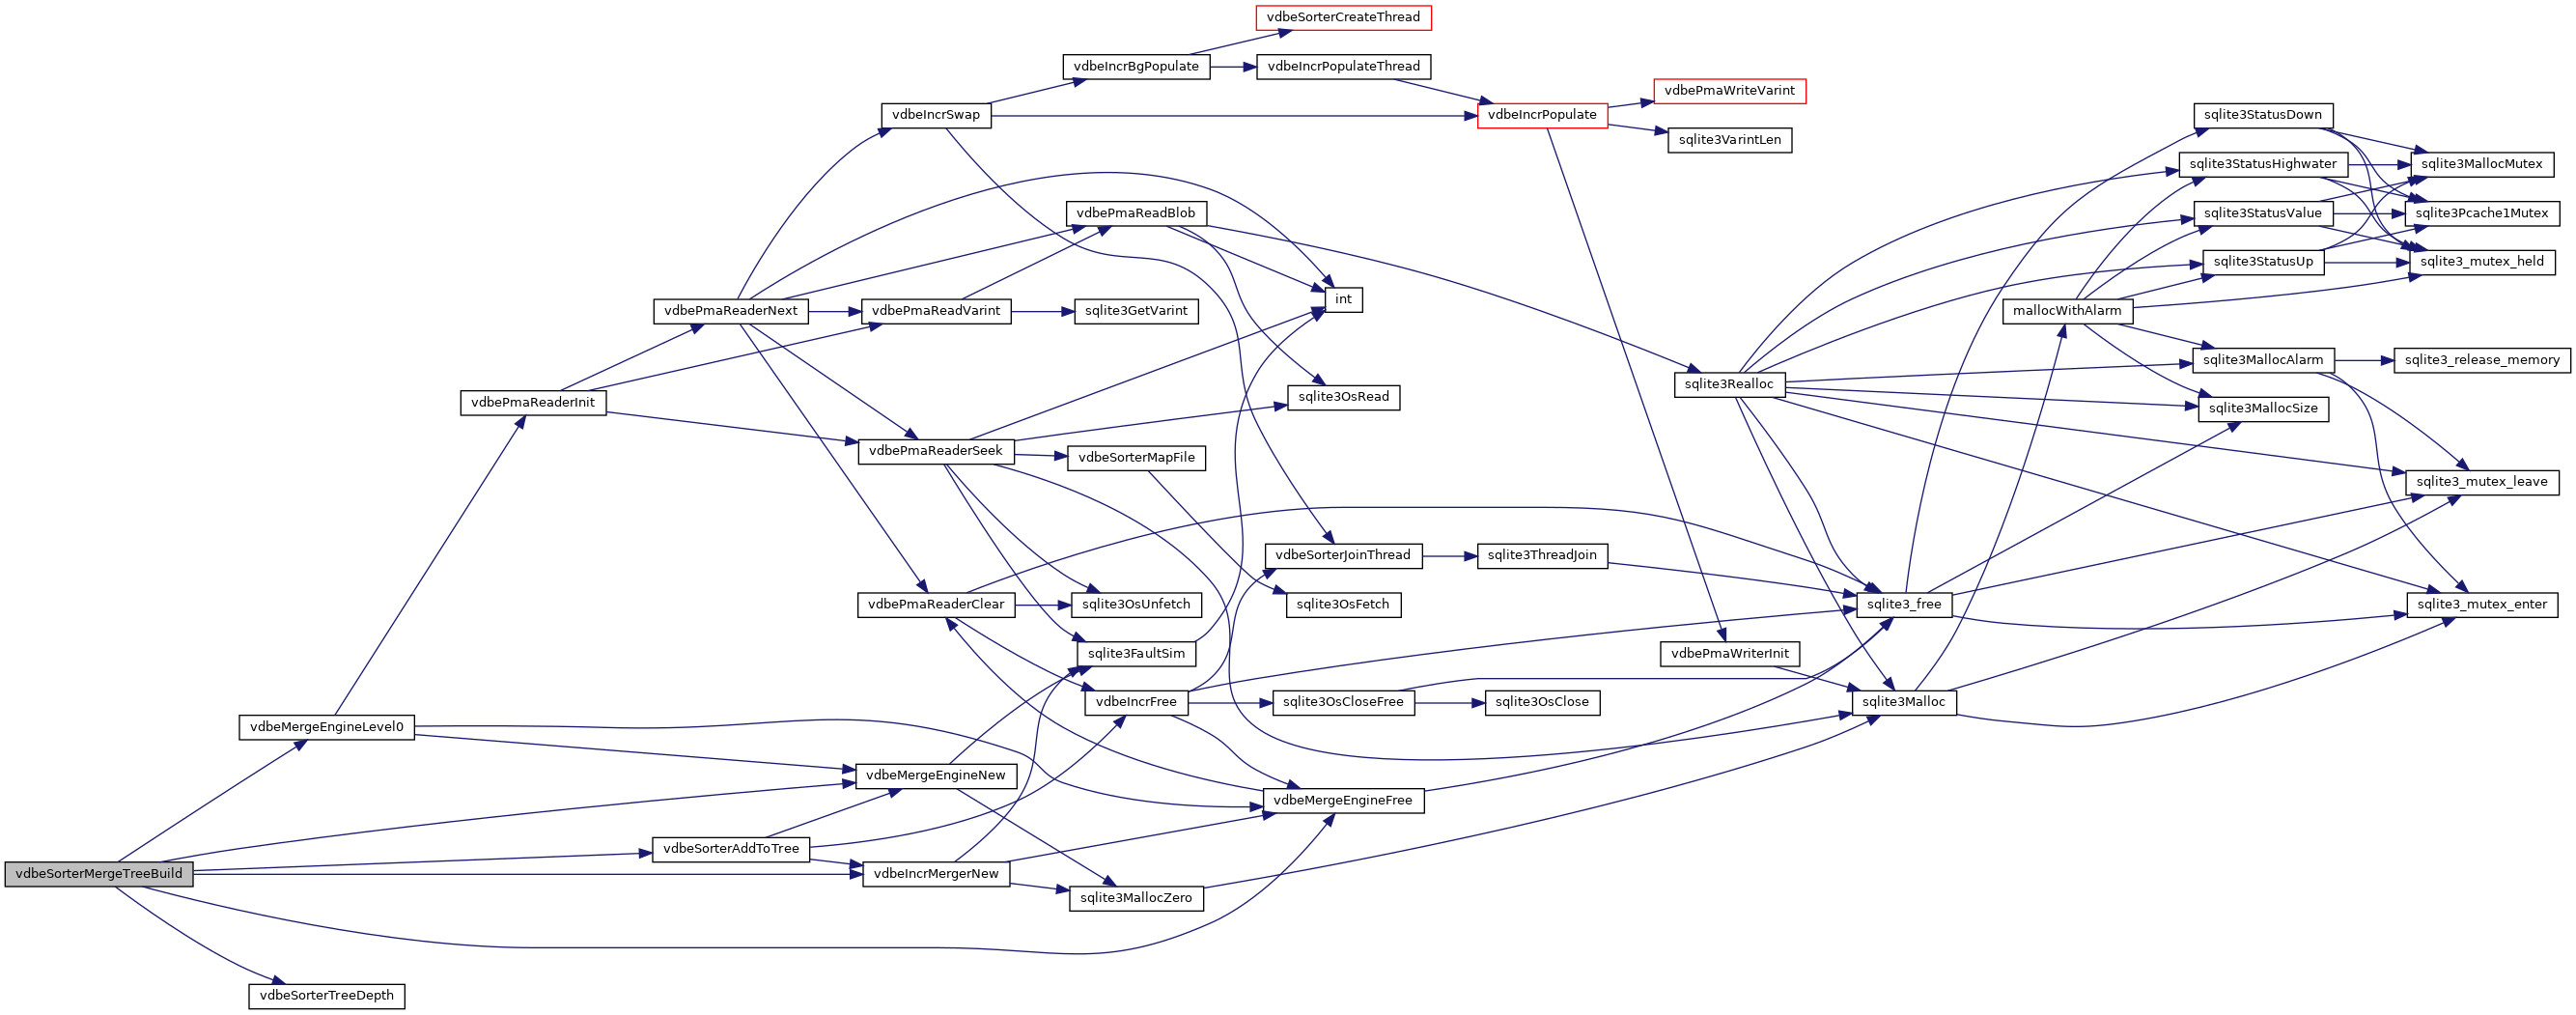 vdbeSorterCreateThread
vdbeIncrBgPopulate
vdbeIncrPopulateThread
vdbePmaWriteVarint
vdbeIncrSwap
vdbeIncrPopulate
sqlite3StatusDown
sqlite3VarintLen
sqlite3StatusHighwater
sqlite3MallocMutex
vdbePmaReadBlob
sqlite3StatusValue
sqlite3Pcache1Mutex
sqlite3StatusUp
sqlite3_mutex_held
int
vdbePmaReaderNext
vdbePmaReadVarint
sqlite3GetVarint
mallocWithAlarm
sqlite3MallocAlarm
sqlite3_release_memory
sqlite3Realloc
vdbePmaReaderInit
sqlite3OsRead
sqlite3MallocSize
vdbePmaReaderSeek
vdbeSorterMapFile
sqlite3_mutex_leave
vdbeSorterJoinThread
sqlite3ThreadJoin
vdbePmaReaderClear
sqlite3OsUnfetch
sqlite3OsFetch
sqlite3_free
sqlite3_mutex_enter
sqlite3FaultSim
vdbePmaWriterInit
vdbeIncrFree
sqlite3OsCloseFree
sqlite3OsClose
sqlite3Malloc
vdbeMergeEngineLevel0
vdbeMergeEngineNew
vdbeMergeEngineFree
vdbeSorterAddToTree
vdbeSorterMergeTreeBuild
vdbeIncrMergerNew
sqlite3MallocZero
vdbeSorterTreeDepth